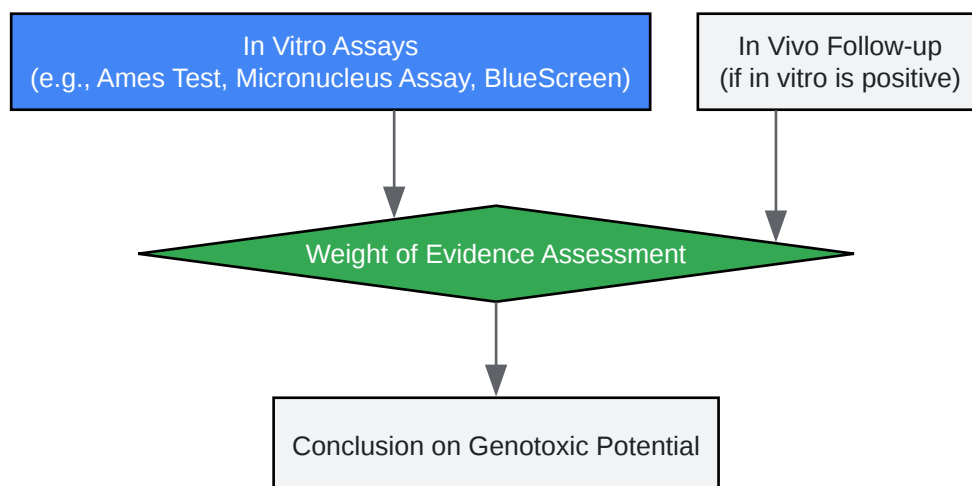 In Vitro Assays
(e.g., Ames Test, Micronucleus Assay, BlueScreen)
In Vivo Follow-up
(if in vitro is positive)
Weight of Evidence Assessment
Conclusion on Genotoxic Potential